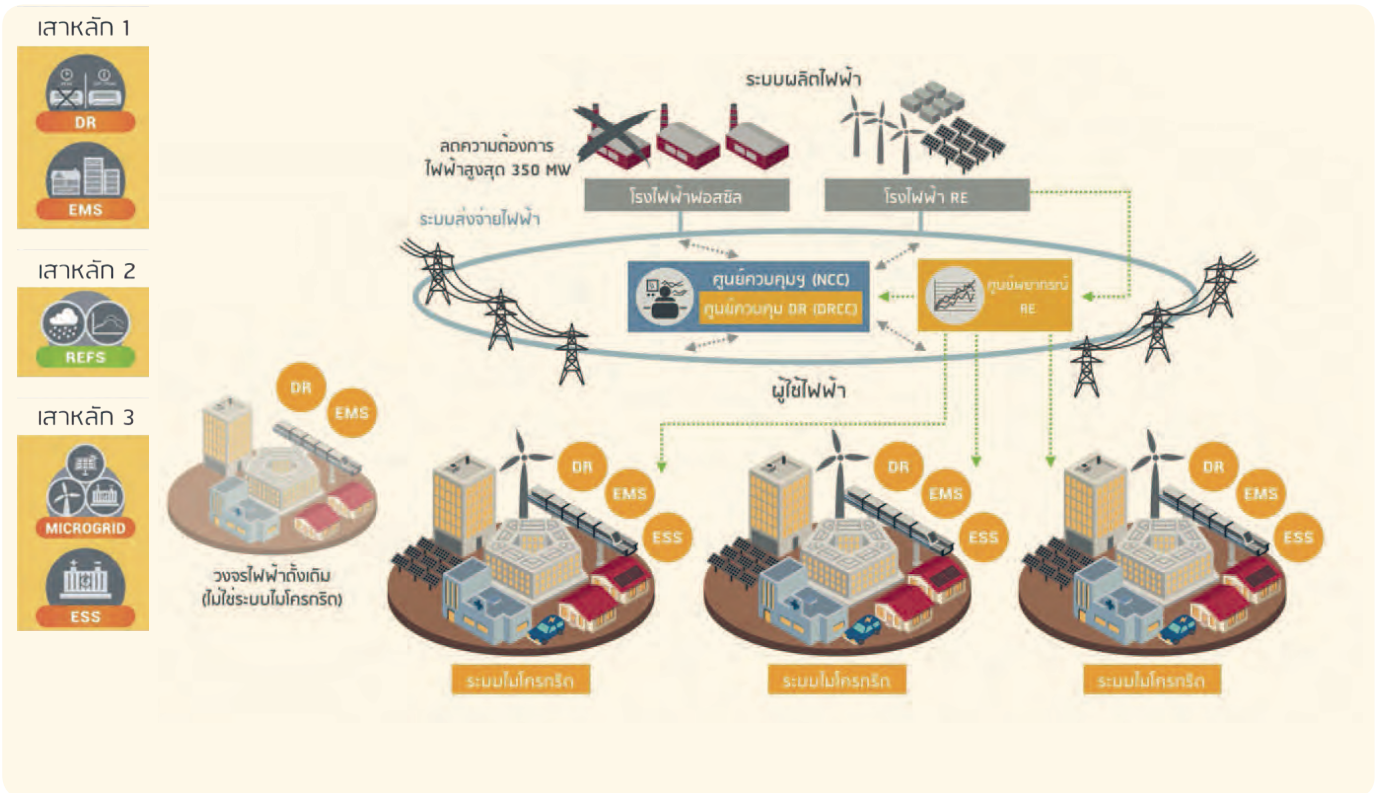 เสาหลัก 1
DR
EMS
เสาหลัก 2
REFS
เสาหลัก 3
MICROGRID
ESS
ระบบผลิตไฟฟ้า
ลดความต้องการ
ไฟฟ้าสูงสุด 350 MW
โรงไฟฟ้าฟอสซิล
โรงไฟฟ้า RE
ระบบส่งจ่ายไฟฟ้า
ศูนย์ควบคุมฯ (NCC)
ศูนย์ควบคุม DR (DRCC)
ศูนย์พยากรณ์
RE
ผู้ใช้ไฟฟ้า
DR
EMS
วงจรไฟฟ้าดั้งเดิม
(ไม่ใช่ระบบไมโครกริด)
DR
EMS
ESS
ระบบไมโครกริด
DR
EMS
ESS
ระบบไมโครกริด
DR
EMS
ESS
ระบบไมโครกริด